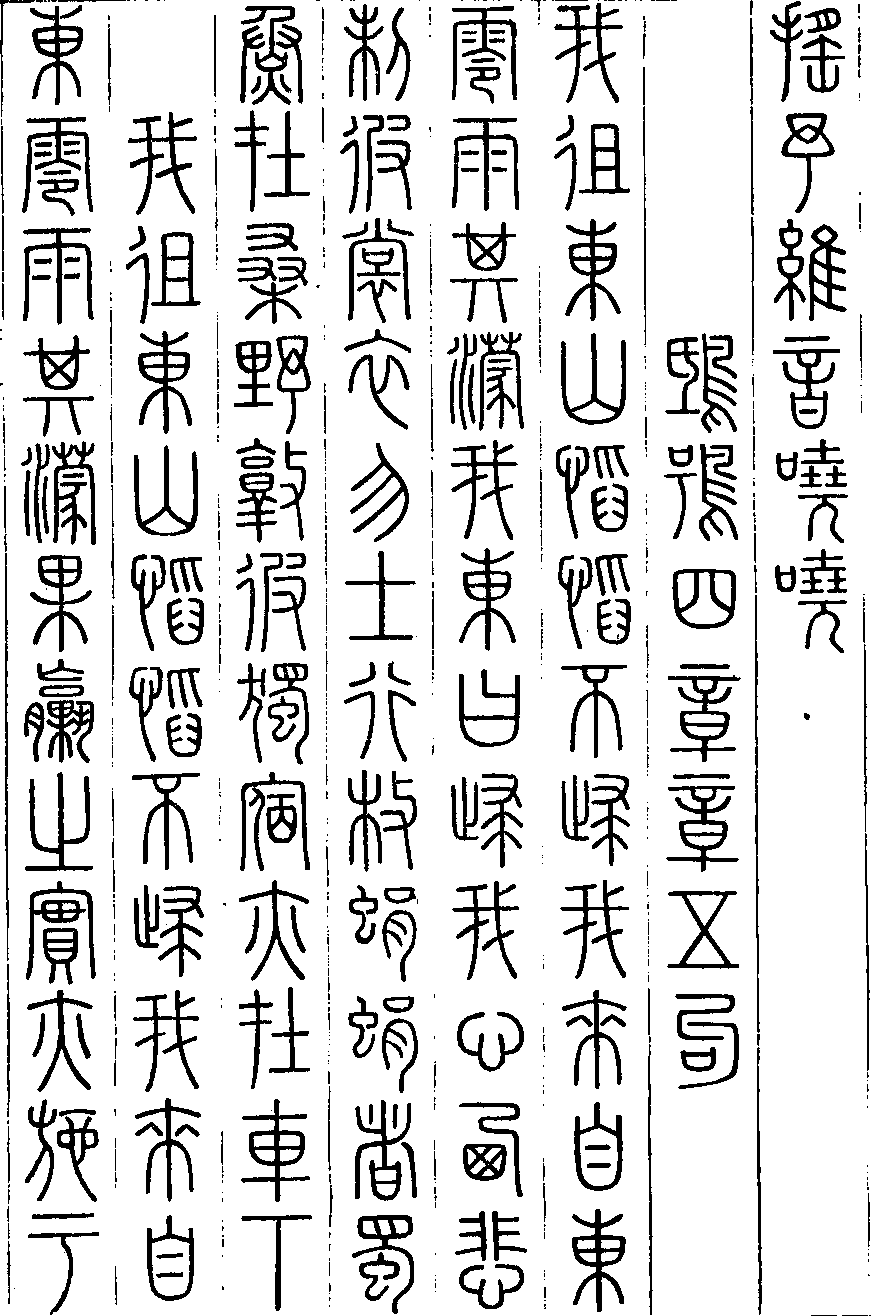 搖予維音嘵嘵
鴟鴞四章章五句
我徂東山慆慆不歸我來自東
零雨其濛我東曰歸我心西悲
制彼裳衣勿士行枚蜎蜎者蜀
烝在桑野敦彼獨宿亦在車下
我徂東山慆慆不歸我來自
東零雨其濛果臝之實亦施于